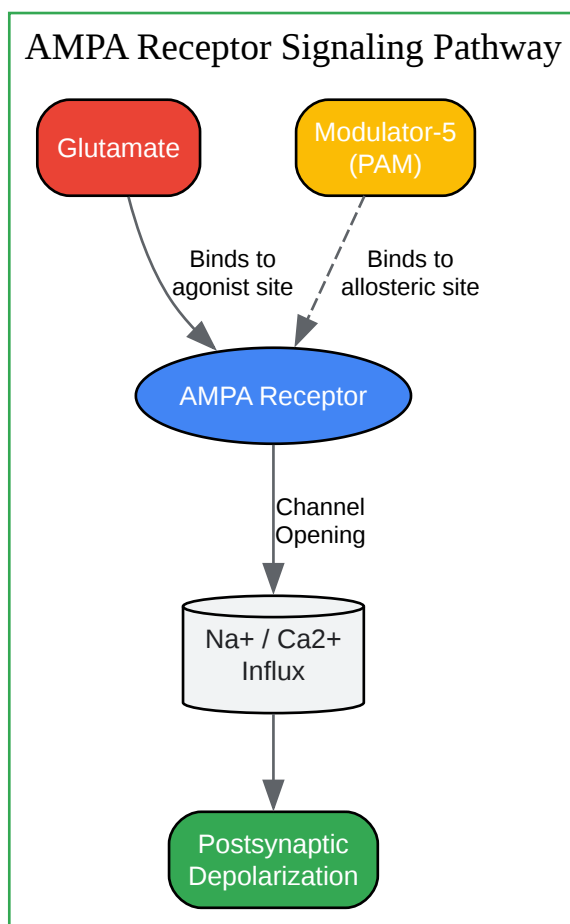 AMPA Receptor Signaling Pathway
Glutamate
Modulator-5
(PAM)
Binds to
agonist site
Binds to
allosteric site
AMPA Receptor
Channel
Opening
Na+ / Ca2+
Influx
Postsynaptic
Depolarization